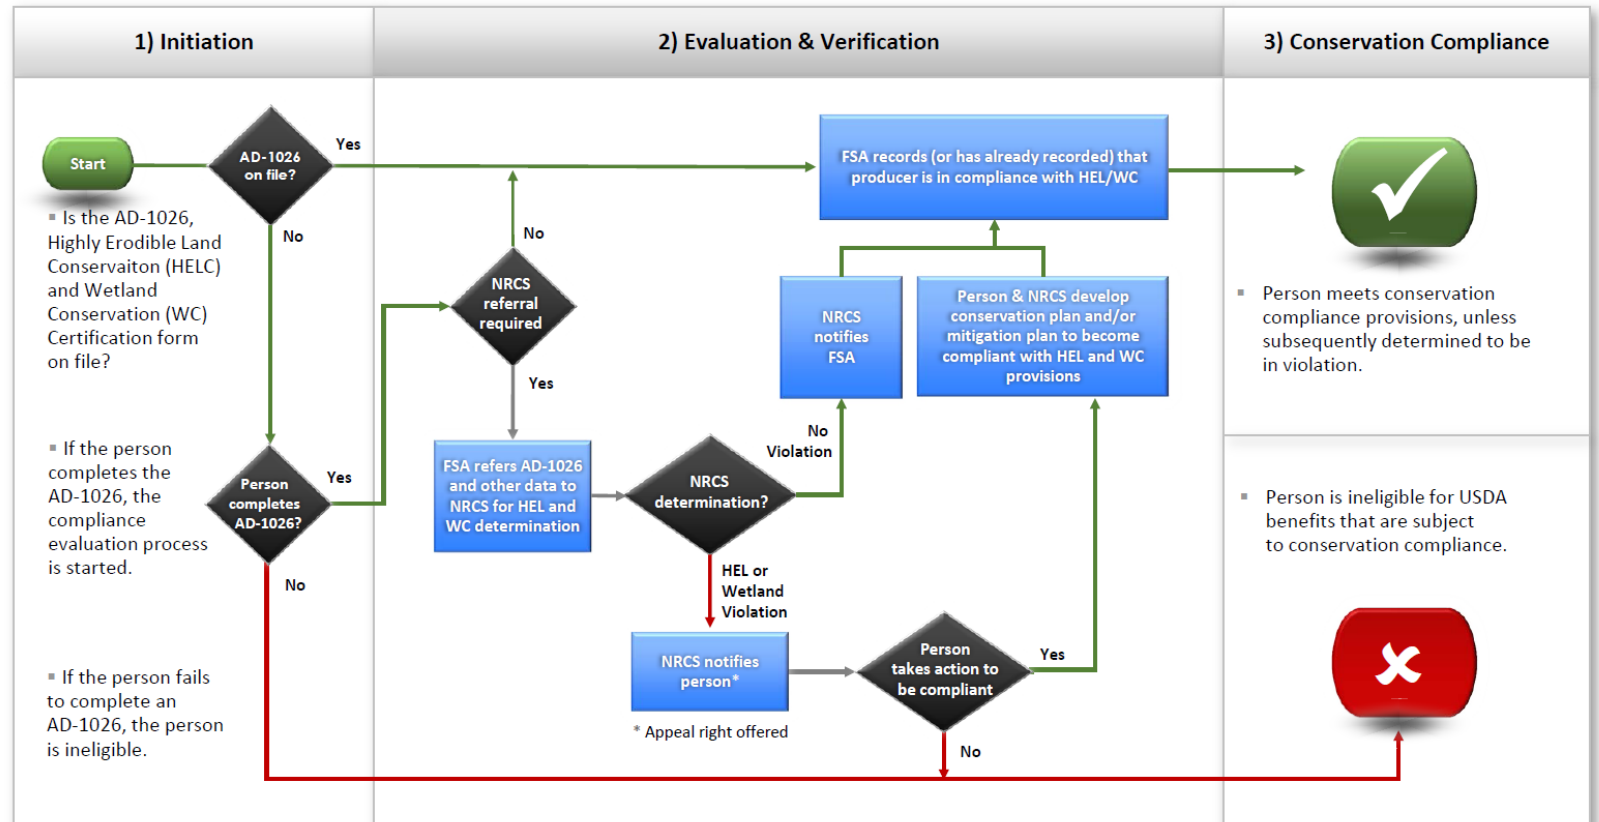 1) Initiation
2) Evaluation & Verification
3) Conservation Compliance
Start
AD-1026
on file?
Yes
No
▪ Is the AD-1026,
Highly Erodible Land
Conservaiton (HELC)
and Wetland
Conservation (WC)
Certification form
on file?
▪ If the person
completes the
AD-1026, the
compliance
evaluation process
is started.
Person
completes
AD-1026?
Yes
No
▪ If the person fails
to complete an
AD-1026, the person
is ineligible.
NRCS
referral
required
No
Yes
FSA refers AD-1026
and other data to
NRCS for HEL and
WC determination
NRCS
determination?
No
Violation
HEL or
Wetland
Violation
NRCS notifies
person*
* Appeal right offered
Person
takes action to
be compliant
Yes
No
NRCS
notifies
FSA
Person & NRCS develop
conservation plan and/or
mitigation plan to become
compliant with HEL and WC
provisions
FSA records (or has already recorded) that
producer is in compliance with HEL/WC
▪ Person meets conservation
compliance provisions, unless
subsequently determined to be
in violation.
▪ Person is ineligible for USDA
benefits that are subject
to conservation compliance.